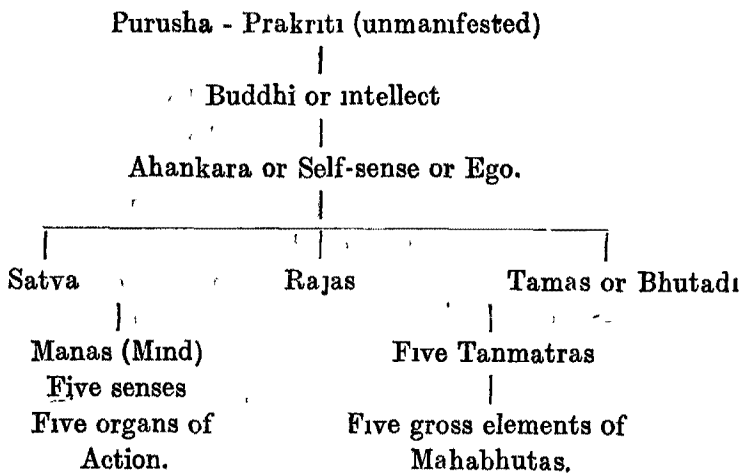 Purusha - Prakriti (unmanifested)
Buddhi or intellect
Ahankara or Self-sense or Ego.
Satva Rajas Tamas or Bhutadi
Manas (Mind) Five Tanmatras
Five senses
Five organs of Five gross elements of
Action. Mahabhutas.